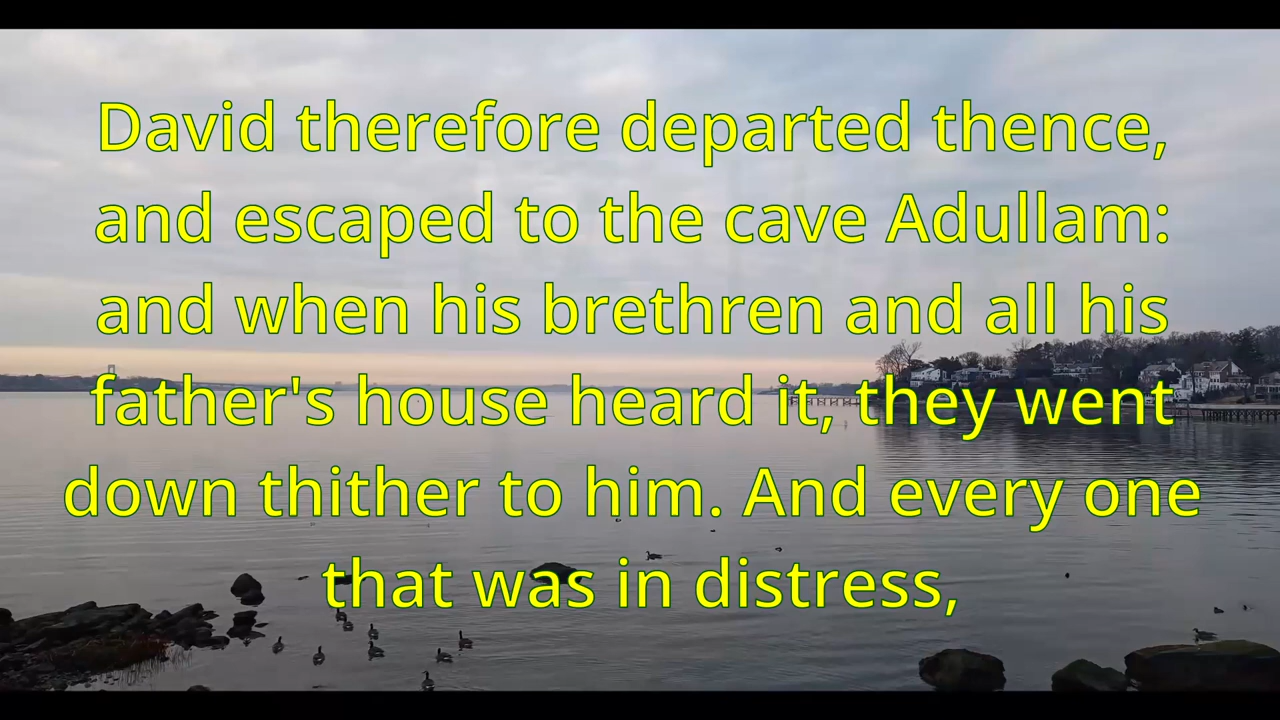 David therefore departed thence,
and escaped to the cave Adullam:
and when his brethren and all his
father's house heard it, they went
down thither to him. And every one
that was in distress,